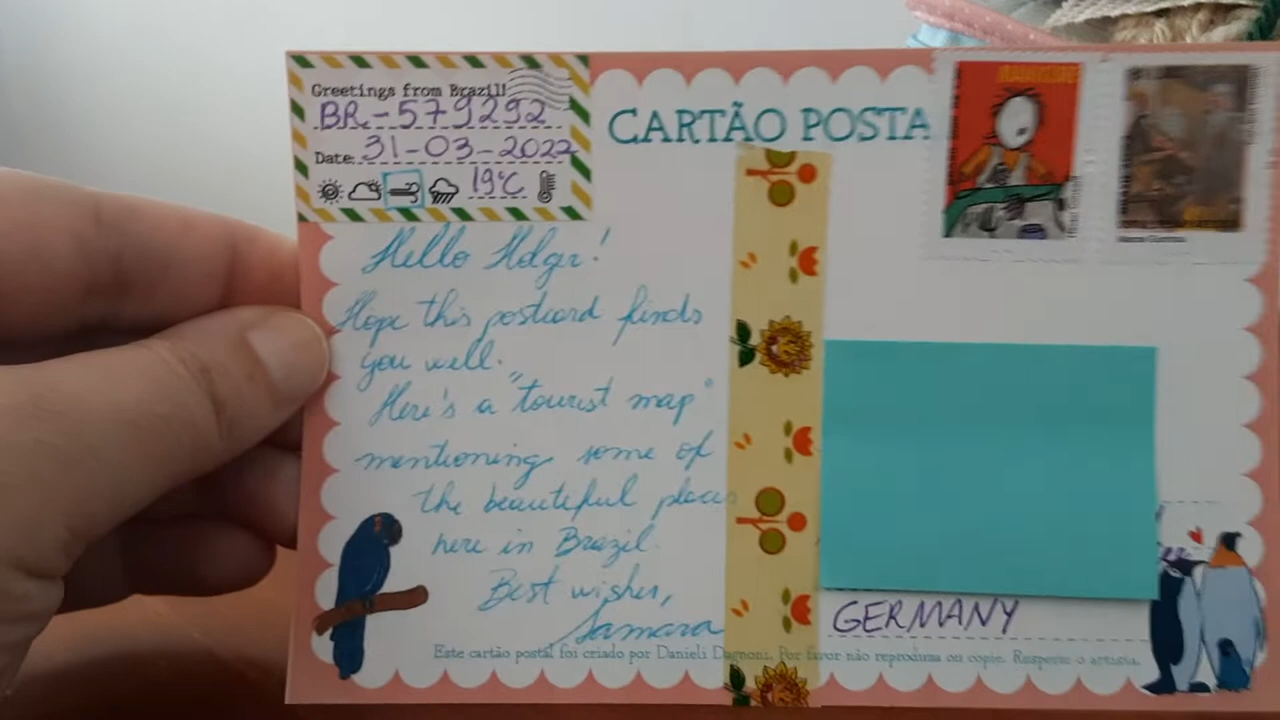 Greetings from Brazil!
BR-579292
Date: 31-03-2022
19°C
CARTÃO POSTA
Hello Holger!
Hope this postcard finds
you well.
Here's a "tourist map"
mentioning some of
the beautiful places
here in Brazil.
Best wishes,
Samara
GERMANY
Este cartão postal foi criado por Danieli Dagnoni. Por favor não reproduza ou copie. Respeite o artista.